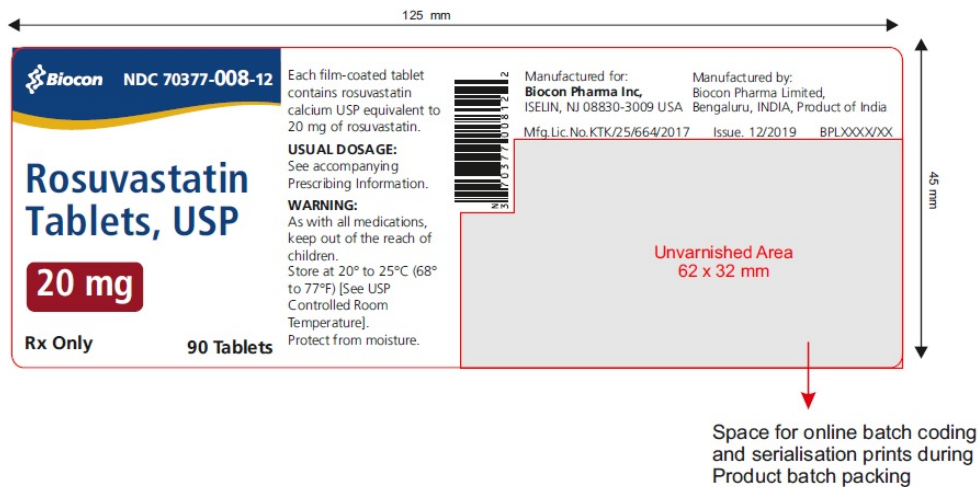 125 mm
Biocon NDC 70377-008-12
Rosuvastatin
Tablets, USP
20 mg
Rx Only 90 Tablets
Each film-coated tablet
contains rosuvastatin
calcium USP equivalent to
20 mg of rosuvastatin.
USUAL DOSAGE:
See accompanying
Prescribing Information.
WARNING:
As with all medications,
keep out of the reach of
children.
Store at 20° to 25°C (68°
to 77°F) [See USP
Controlled Room
Temperature].
Protect from moisture.
N 3 70377 00812 2
Manufactured for:
Biocon Pharma Inc,
ISELIN, NJ 08830-3009 USA
Manufactured by:
Biocon Pharma Limited,
Bengaluru, INDIA, Product of India
Mfg.Lic.No.KTK/25/664/2017 Issue. 12/2019 BPLXXXX/XX
Unvarnished Area
62 x 32 mm
45 mm
Space for online batch coding
and serialisation prints during
Product batch packing